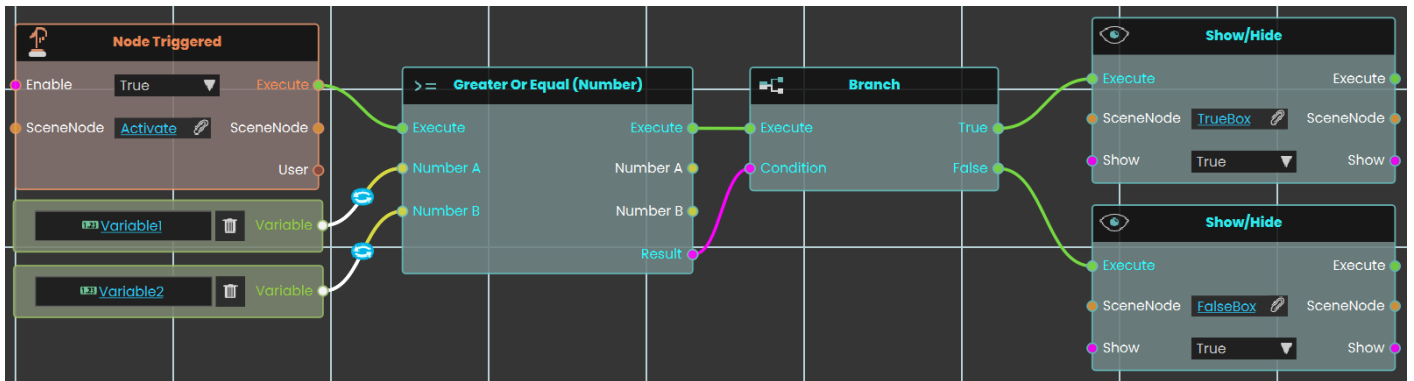 Node Triggered
Enable True Execute
SceneNode Activate SceneNode
User
123 Variable1 Variable
123 Variable2 Variable
>= Greater Or Equal (Number)
Execute Execute
Number A Number A
Number B Number B
Result
Branch
Execute True
Condition False
Show/Hide
Execute Execute
SceneNode TrueBox SceneNode
Show True Show
Show/Hide
Execute Execute
SceneNode FalseBox SceneNode
Show True Show